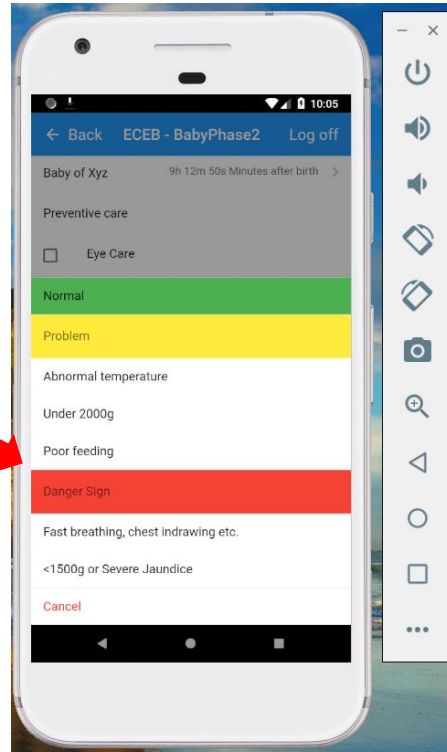 10:05
← Back ECEB - BabyPhase2 Log off
Baby of Xyz 9h 12m 50s Minutes after birth >
Preventive care
Eye Care
Normal
Problem
Abnormal temperature
Under 2000g
Poor feeding
Danger Sign
Fast breathing, chest indrawing etc.
<1500g or Severe Jaundice
Cancel